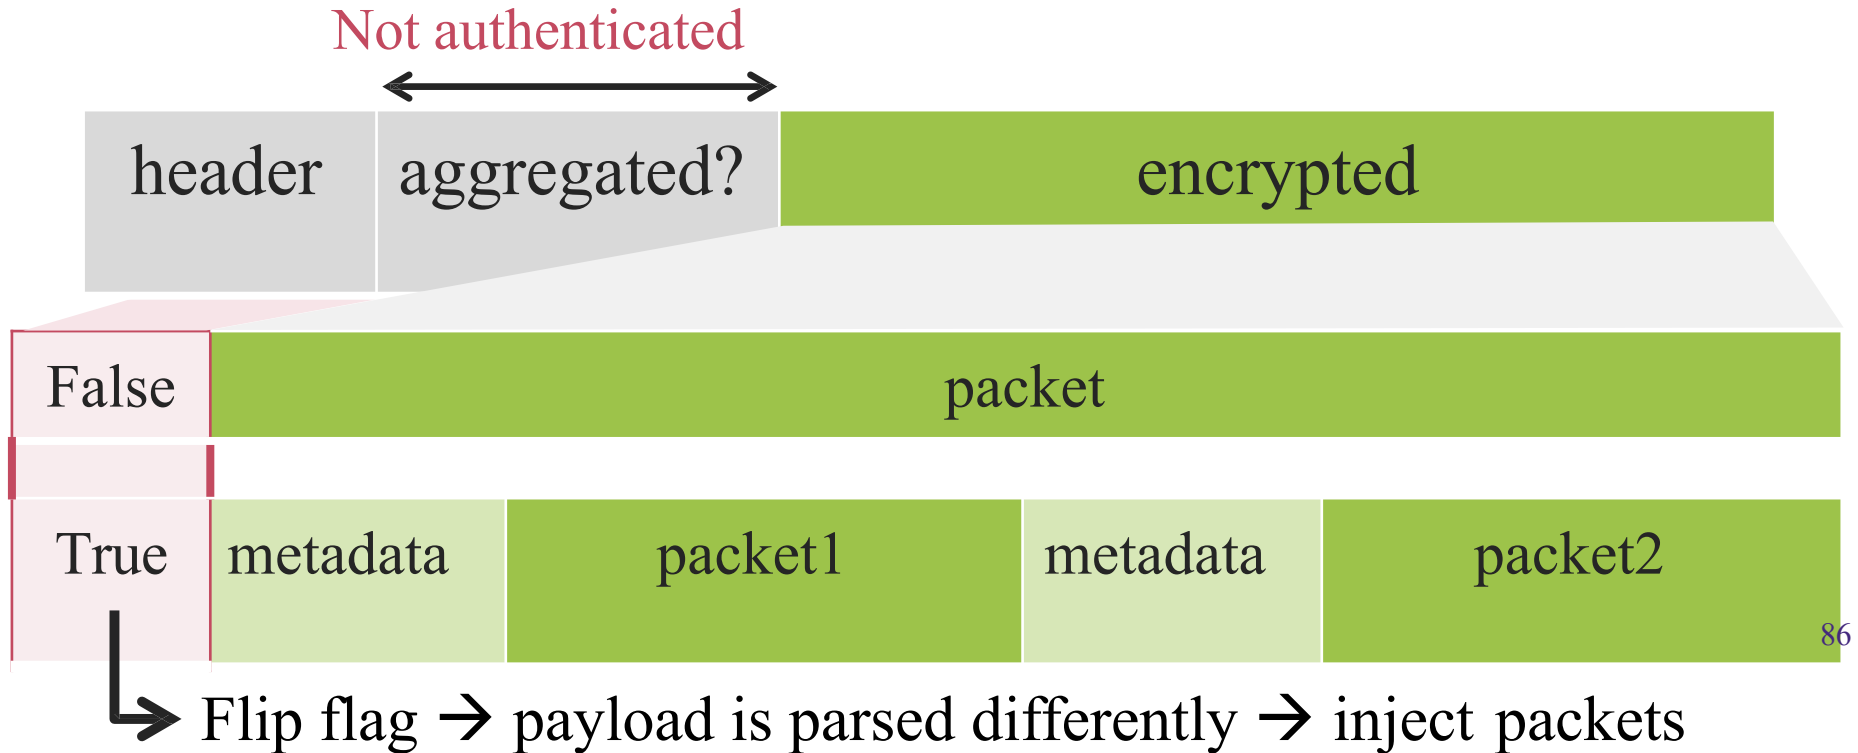 Not authenticated
header aggregated? encrypted
False packet
True metadata packet1 metadata packet2
86
Flip flag → payload is parsed differently → inject packets